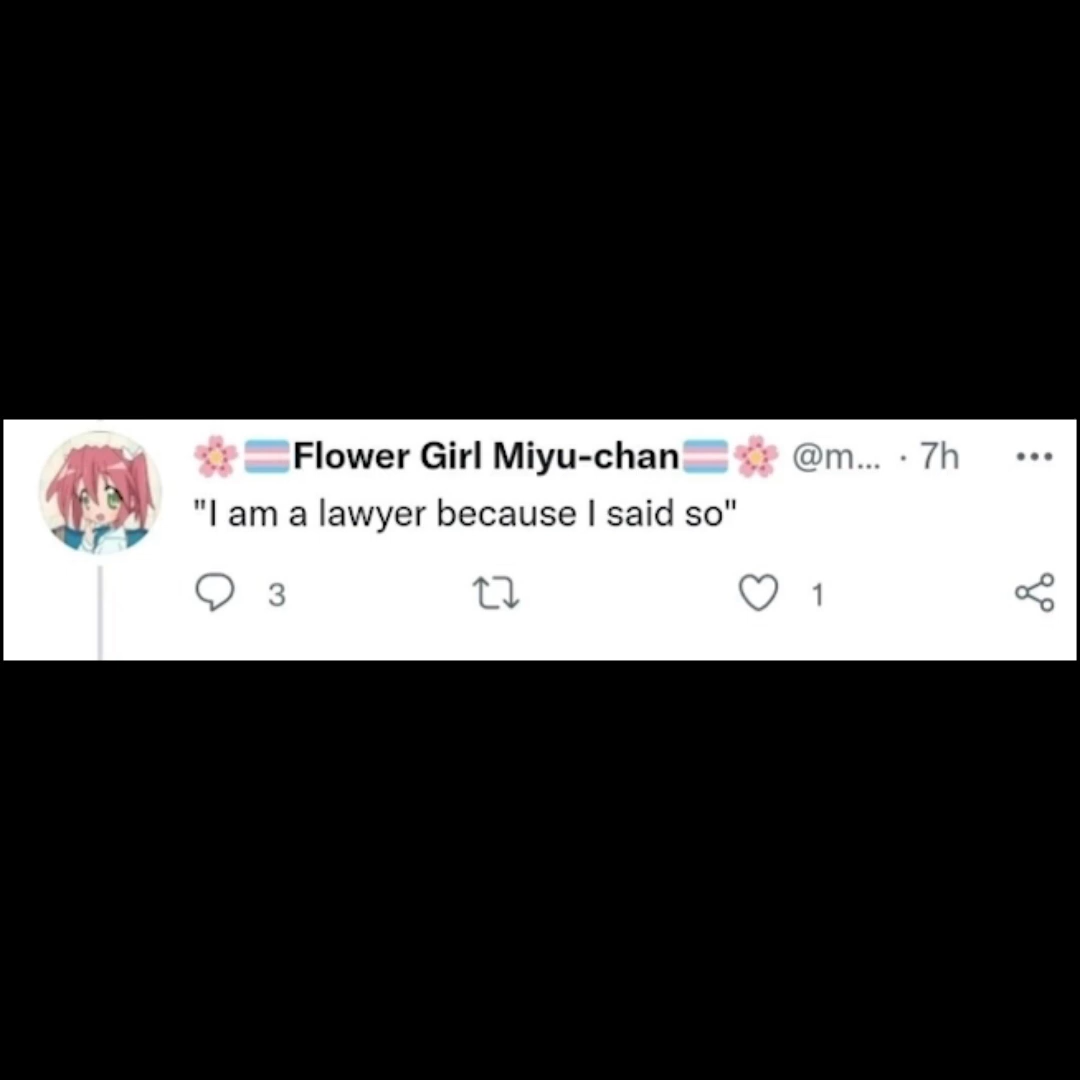 🌸🏳️‍⚧️Flower Girl Miyu-chan🏳️‍⚧️🌸 @m... · 7h
"I am a lawyer because I said so"
3 1